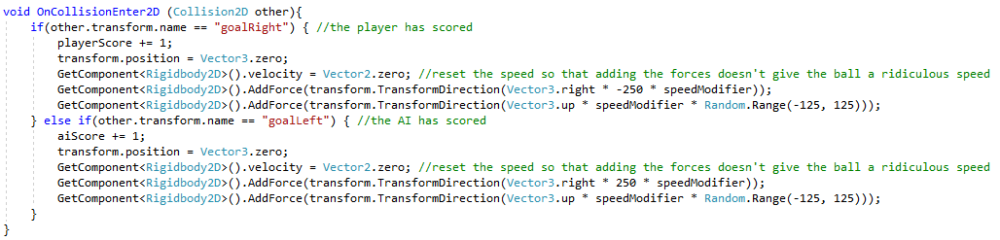 void OnCollisionEnter2D (Collision2D other){
    if(other.transform.name == "goalRight") { //the player has scored
        playerScore += 1;
        transform.position = Vector3.zero;
        GetComponent<Rigidbody2D>().velocity = Vector2.zero; //reset the speed so that adding the forces doesn't give the ball a ridiculous speed
        GetComponent<Rigidbody2D>().AddForce(transform.TransformDirection(Vector3.right * -250 * speedModifier));
        GetComponent<Rigidbody2D>().AddForce(transform.TransformDirection(Vector3.up * speedModifier * Random.Range(-125, 125)));
    } else if(other.transform.name == "goalLeft") { //the AI has scored
        aiScore += 1;
        transform.position = Vector3.zero;
        GetComponent<Rigidbody2D>().velocity = Vector2.zero; //reset the speed so that adding the forces doesn't give the ball a ridiculous speed
        GetComponent<Rigidbody2D>().AddForce(transform.TransformDirection(Vector3.right * 250 * speedModifier));
        GetComponent<Rigidbody2D>().AddForce(transform.TransformDirection(Vector3.up * speedModifier * Random.Range(-125, 125)));
    }
}